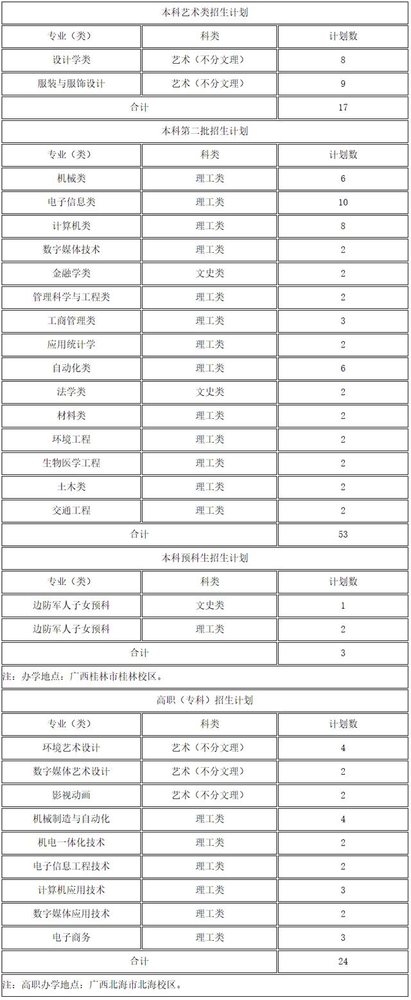 本科艺术类招生计划
专业（类） 科类 计划数
设计学类 艺术（不分文理） 8
服装与服饰设计 艺术（不分文理） 9
合计 17
本科第二批招生计划
专业（类） 科类 计划数
机械类 理工类 6
电子信息类 理工类 10
计算机类 理工类 8
数字媒体技术 理工类 2
金融学类 文史类 2
管理科学与工程类 理工类 2
工商管理类 理工类 3
应用统计学 理工类 2
自动化类 理工类 6
法学类 文史类 2
材料类 理工类 2
环境工程 理工类 2
生物医学工程 理工类 2
土木类 理工类 2
交通工程 理工类 2
合计 53
本科预科生招生计划
专业（类） 科类 计划数
边防军人子女预科 文史类 1
边防军人子女预科 理工类 2
合计 3
注：办学地点：广西桂林市桂林校区。
高职（专科）招生计划
专业（类） 科类 计划数
环境艺术设计 艺术（不分文理） 4
数字媒体艺术设计 艺术（不分文理） 2
影视动画 艺术（不分文理） 2
机械制造与自动化 理工类 4
机电一体化技术 理工类 2
电子信息工程技术 理工类 2
计算机应用技术 理工类 3
数字媒体应用技术 理工类 2
电子商务 理工类 3
合计 24
注：高职办学地点：广西北海市北海校区。